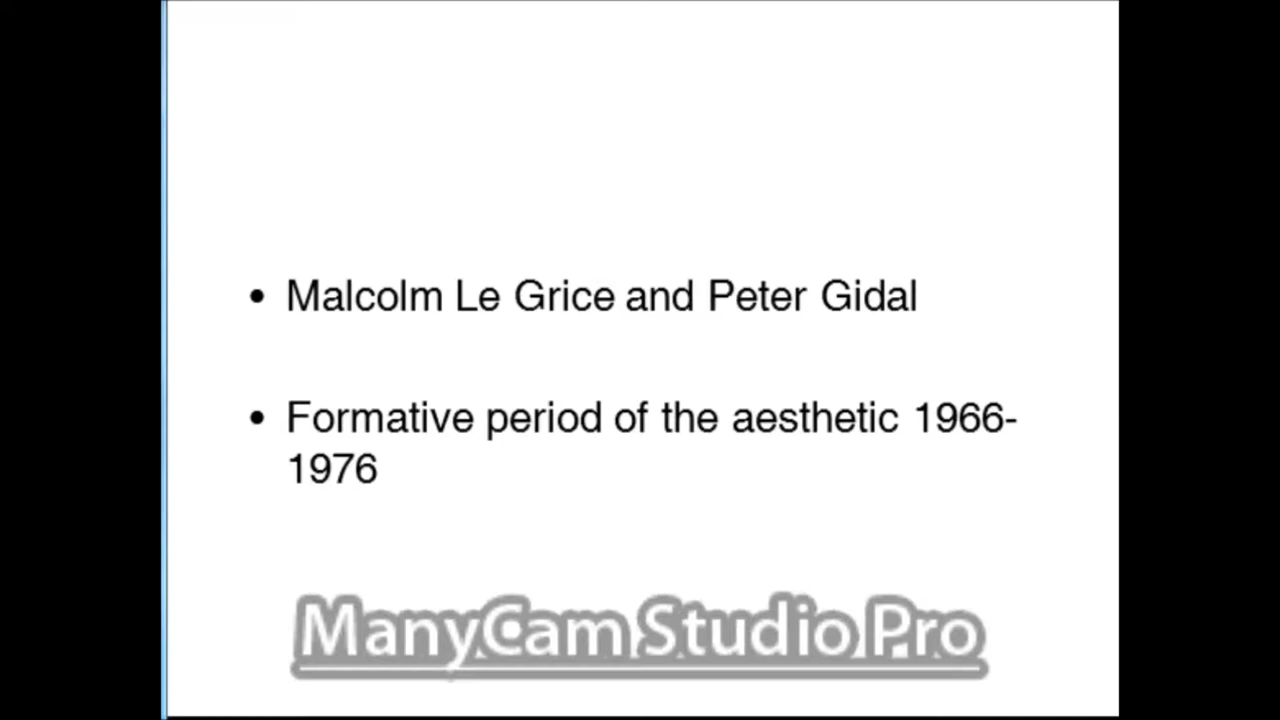 • Malcolm Le Grice and Peter Gidal
• Formative period of the aesthetic 1966-
1976
ManyCam Studio Pro